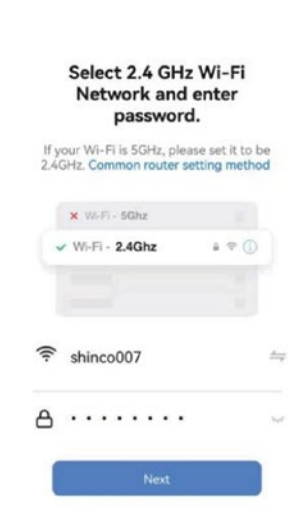 Select 2.4 GHz Wi-Fi
Network and enter
password.
If your Wi-Fi is 5GHz, please set it to be
2.4GHz. Common router setting method
Wi-Fi - 5Ghz
Wi-Fi - 2.4Ghz
shinco007
Next